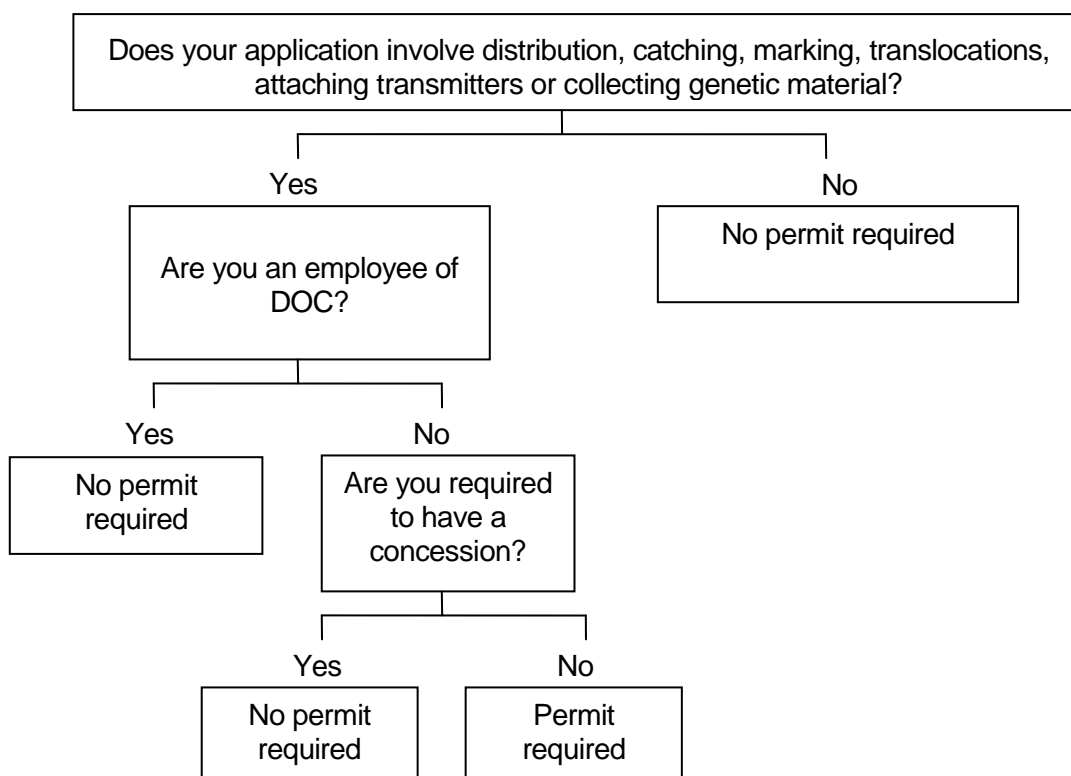 Does your application involve distribution, catching, marking, translocations,
attaching transmitters or collecting genetic material?
Yes
No
Are you an employee of
DOC?
No permit required
Yes
No
No permit
required
Are you required
to have a
concession?
Yes
No
No permit
required
Permit
required